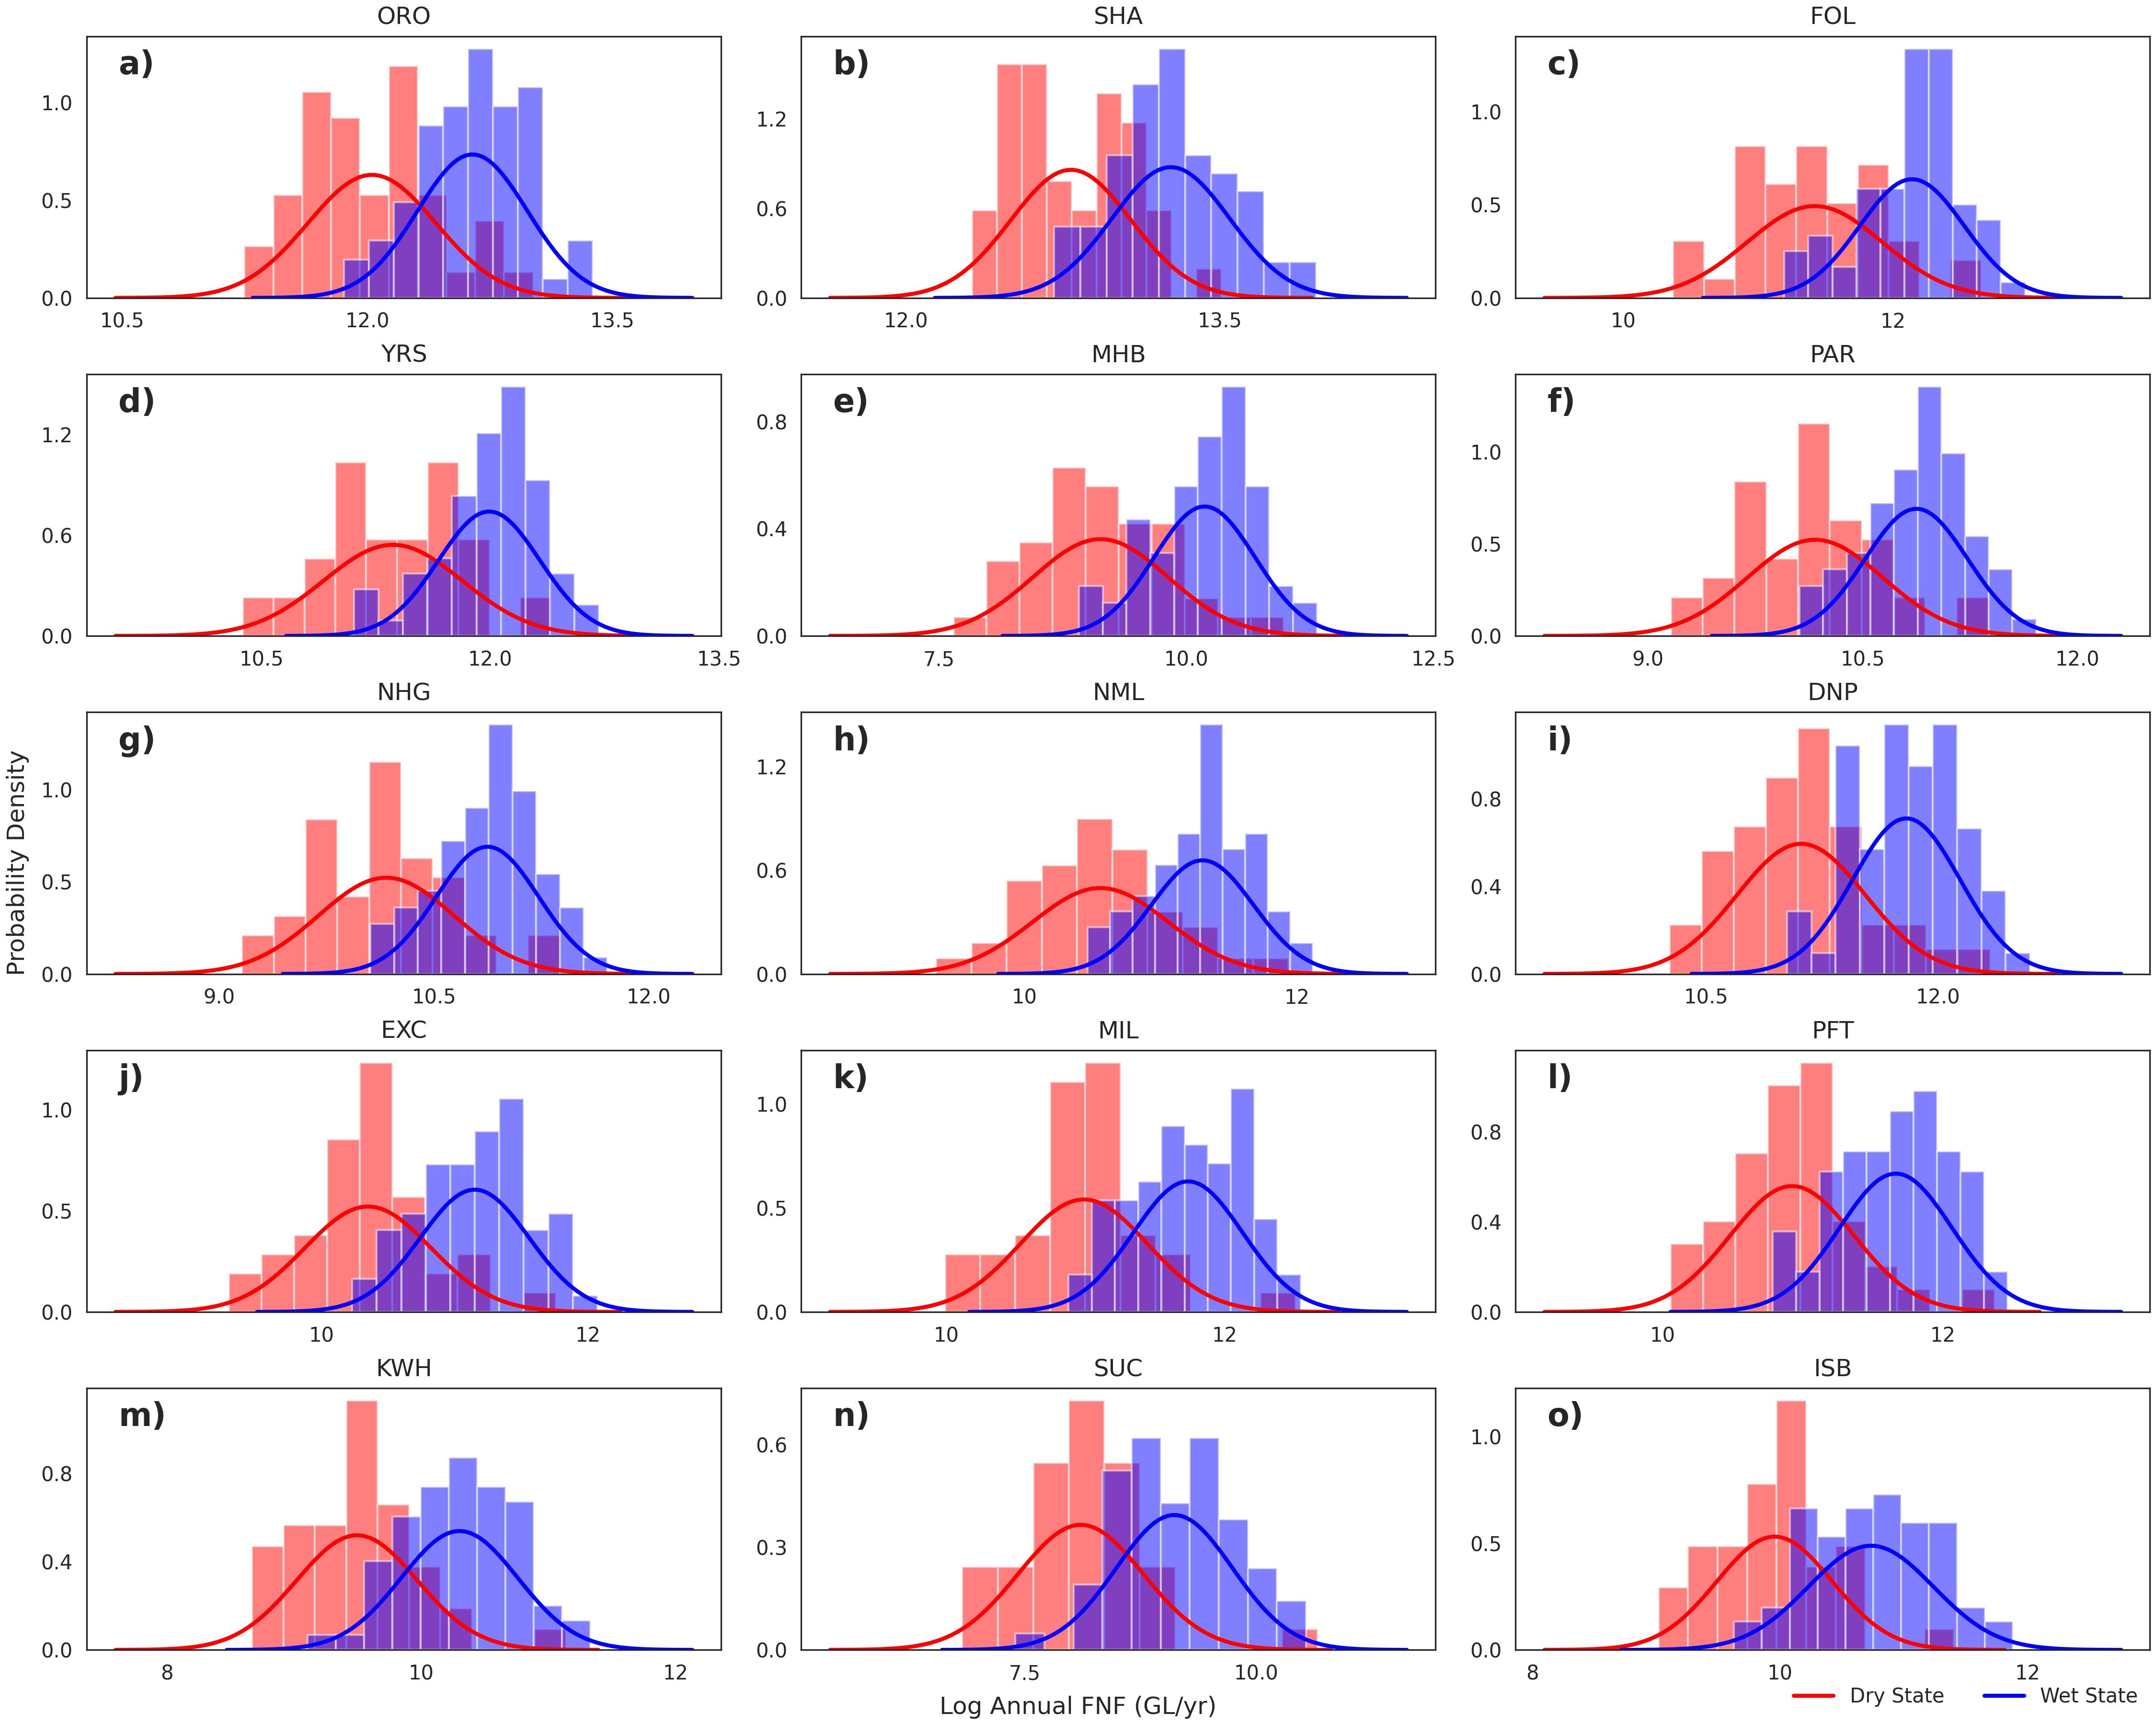 ORO
SHA
FOL
a)
b)
c)
1.0
0.5
0.0
1.2
0.6
0.0
1.0
0.5
0.0
10.5 12.0 13.5
12.0 13.5
10 12
YRS
MHB
PAR
d)
e)
f)
1.2
0.6
0.0
0.8
0.4
0.0
1.0
0.5
0.0
10.5 12.0 13.5
7.5 10.0 12.5
9.0 10.5 12.0
NHG
NML
DNP
g)
h)
i)
1.0
0.5
0.0
1.2
0.6
0.0
0.8
0.4
0.0
9.0 10.5 12.0
10 12
10.5 12.0
Probability Density
EXC
MIL
PFT
j)
k)
l)
1.0
0.5
0.0
1.0
0.5
0.0
0.8
0.4
0.0
10 12
10 12
10 12
KWH
SUC
ISB
m)
n)
o)
0.8
0.4
0.0
0.6
0.3
0.0
1.0
0.5
0.0
8 10 12
7.5 10.0
8 10 12
Log Annual FNF (GL/yr)
Dry State
Wet State